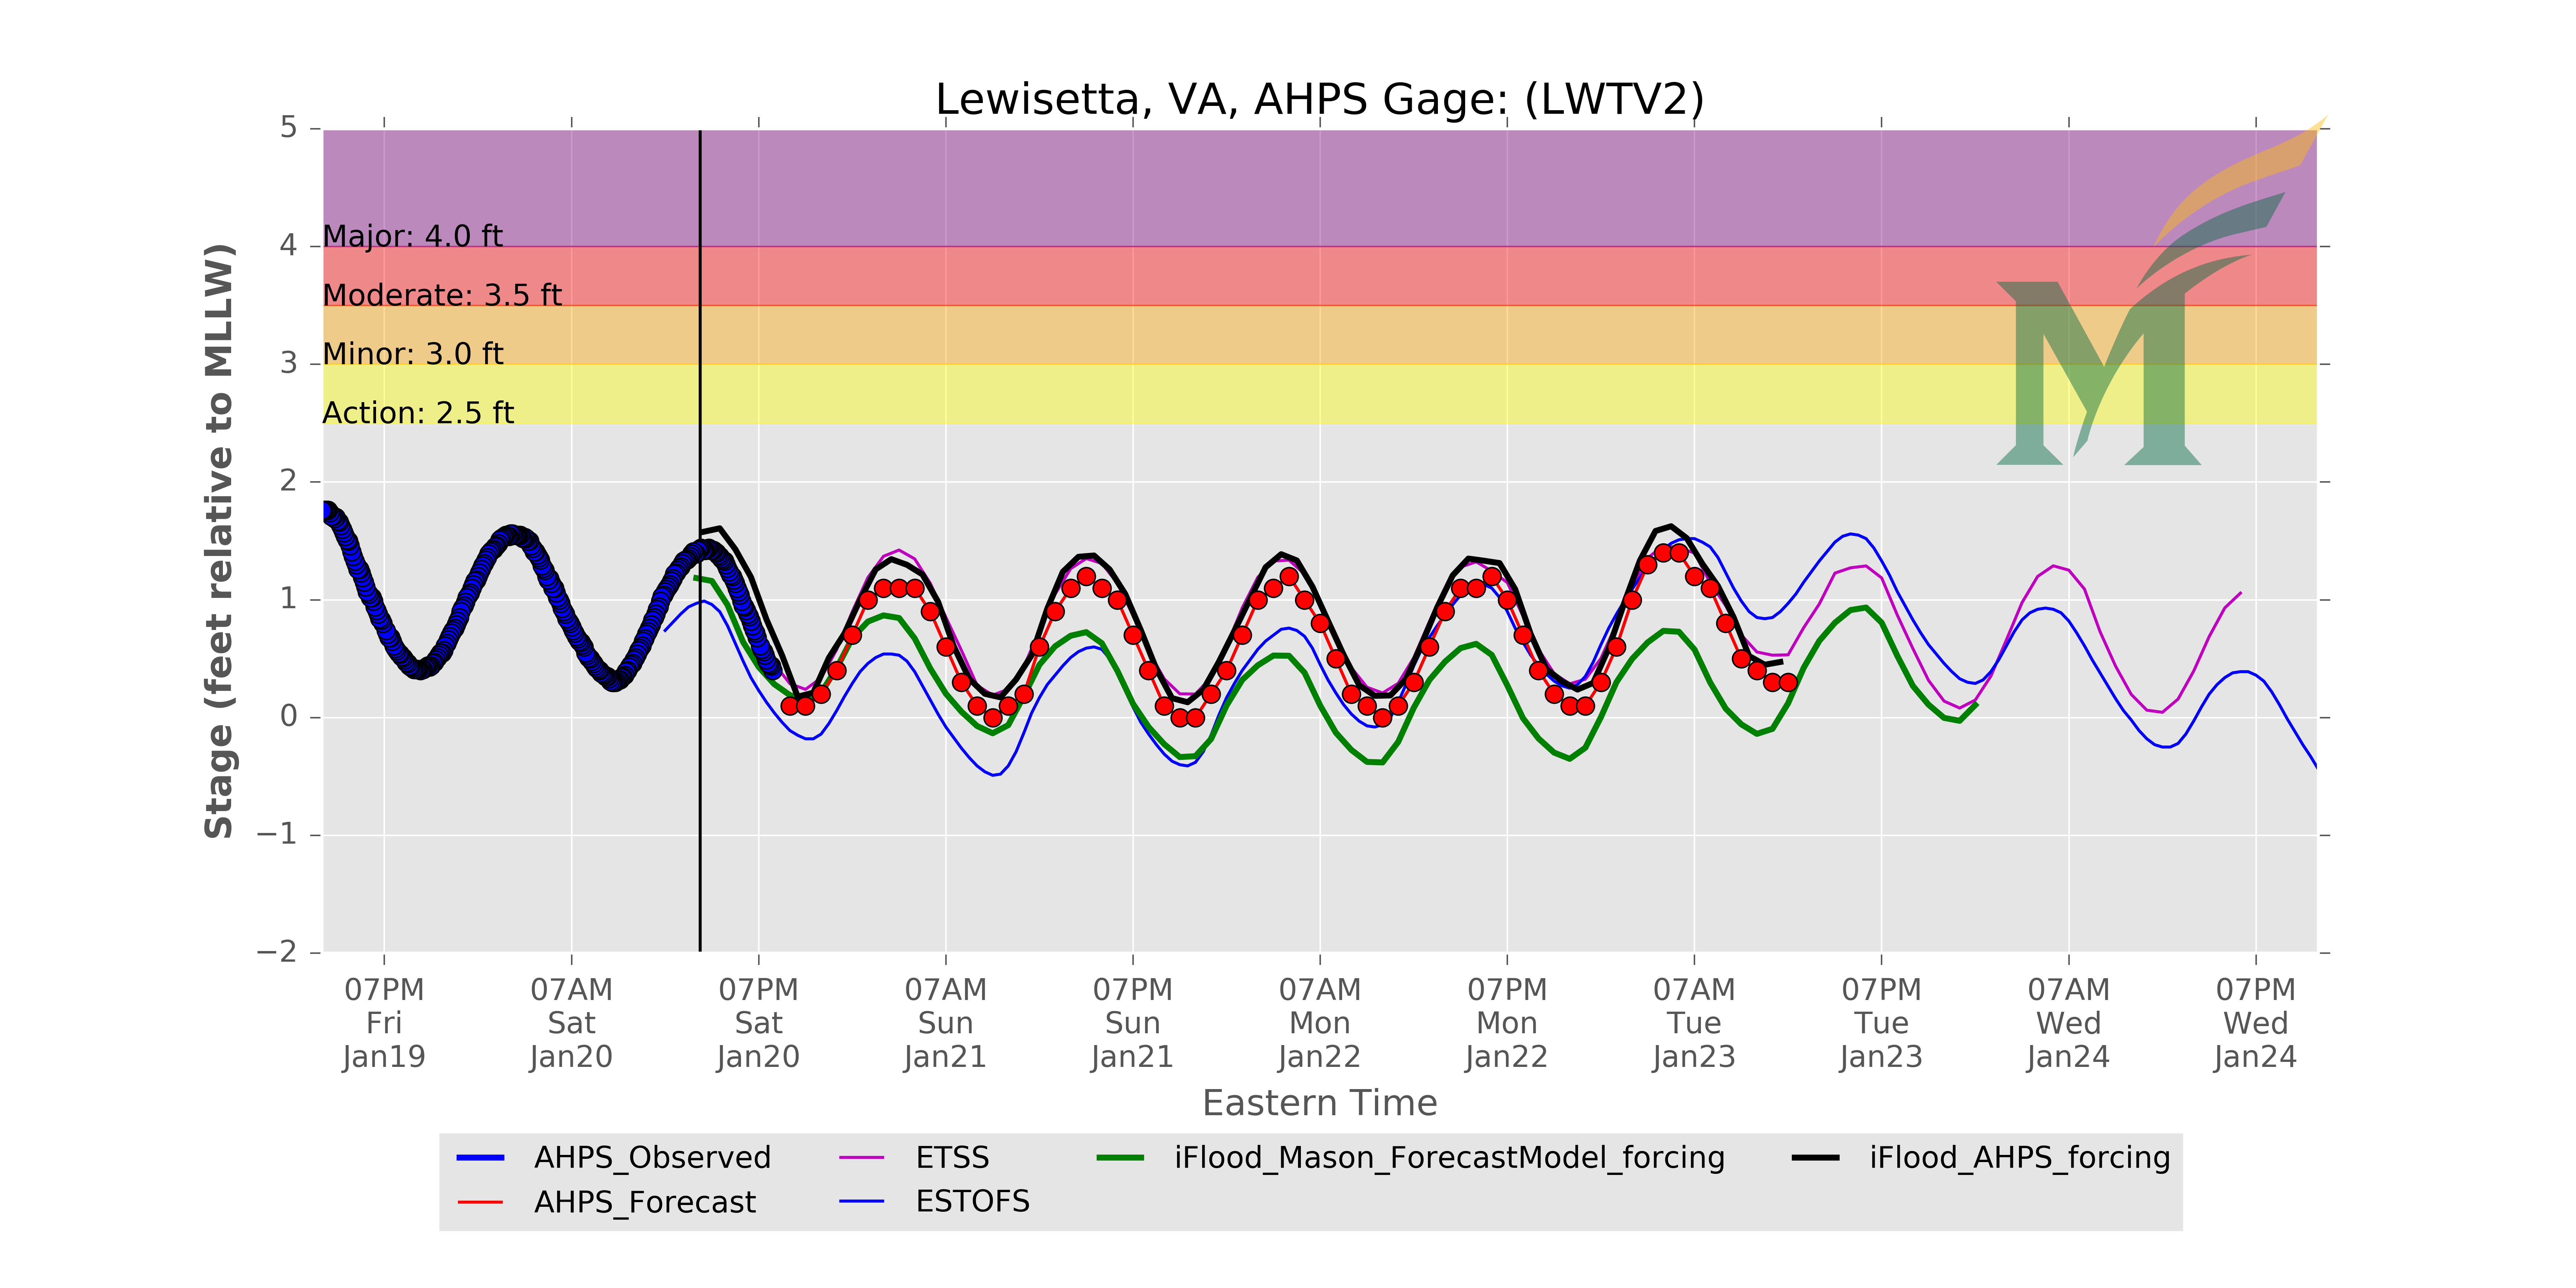 Lewisetta, VA, AHPS Gage: (LWTV2)
Stage (feet relative to MLLW)
5
4
3
2
1
0
−1
−2
Major: 4.0 ft
Moderate: 3.5 ft
Minor: 3.0 ft
Action: 2.5 ft
M
07PM 07AM 07PM 07AM 07PM 07AM 07PM 07AM 07PM 07AM 07PM
Fri Sat Sat Sun Sun Mon Mon Tue Tue Wed Wed
Jan19 Jan20 Jan20 Jan21 Jan21 Jan22 Jan22 Jan23 Jan23 Jan24 Jan24
Eastern Time
AHPS_Observed ETSS iFlood_Mason_ForecastModel_forcing iFlood_AHPS_forcing
AHPS_Forecast ESTOFS